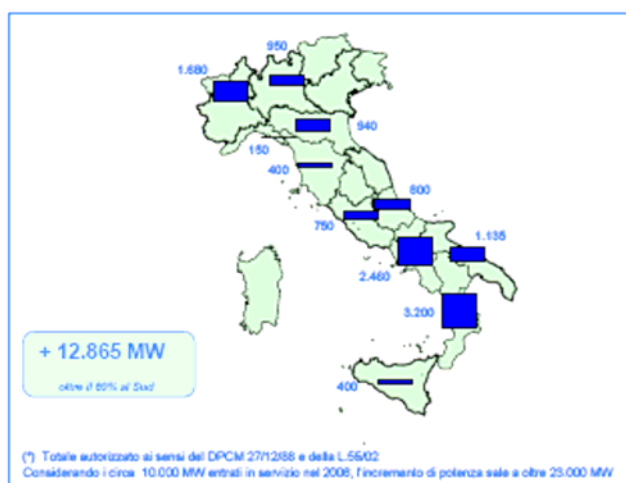 950
1.680
940
150
400
800
750
1.135
2.460
3.200
400
+ 12.865 MW
oltre il 60% al Sud
(*) Totale autorizzato ai sensi del DPCM 27/12/88 e della L.55/02
Considerando i circa 10.000 MW entrati in servizio nel 2006, l'incremento di potenza sale a oltre 23.000 MW